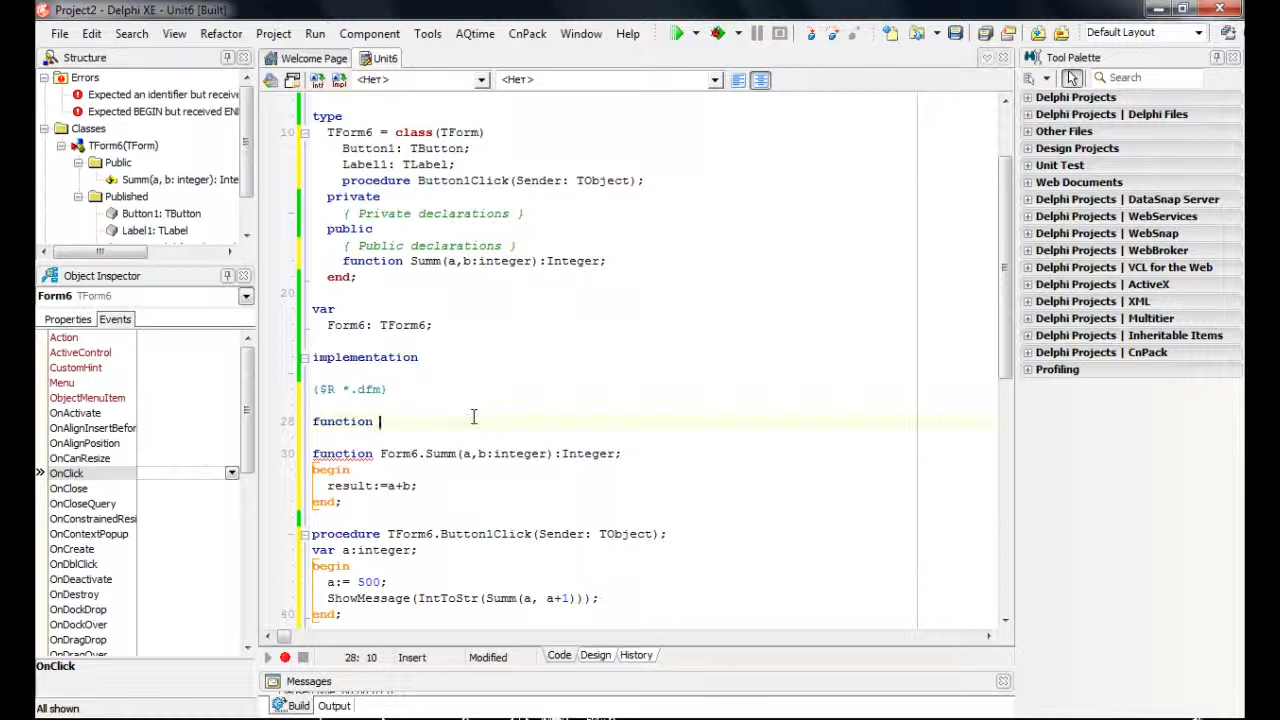 Project2 - Delphi XE - Unit6 [Built]
File Edit Search View Refactor Project Run Component Tools AQtime CnPack Window Help
Default Layout
Structure
Errors
Expected an identifier but receive
Expected BEGIN but received EN
Classes
TForm6(TForm)
Public
Summ(a, b: integer): Inte
Published
Button1: TButton
Label1: TLabel
Object Inspector
Form6 TForm6
Properties Events
Action
ActiveControl
CustomHint
Menu
ObjectMenuItem
OnActivate
OnAlignInsertBefor
OnAlignPosition
OnCanResize
OnClick
OnClose
OnCloseQuery
OnConstrainedResi
OnContextPopup
OnCreate
OnDblClick
OnDeactivate
OnDestroy
OnDockDrop
OnDockOver
OnDragDrop
OnDragOver
OnClick
All shown
Welcome Page Unit6
<Нет> <Нет>
type
10 TForm6 = class(TForm)
Button1: TButton;
Label1: TLabel;
procedure Button1Click(Sender: TObject);
private
{ Private declarations }
public
{ Public declarations }
function Summ(a,b:integer):Integer;
end;
20
var
Form6: TForm6;
implementation
{$R *.dfm}
28 function
30 function Form6.Summ(a,b:integer):Integer;
begin
result:=a+b;
end;
procedure TForm6.Button1Click(Sender: TObject);
var a:integer;
begin
a:= 500;
ShowMessage(IntToStr(Summ(a, a+1)));
40 end;
28: 10 Insert Modified Code Design History
Messages
Build Output
Tool Palette
Search
Delphi Projects
Delphi Projects | Delphi Files
Other Files
Design Projects
Unit Test
Web Documents
Delphi Projects | DataSnap Server
Delphi Projects | WebServices
Delphi Projects | WebSnap
Delphi Projects | WebBroker
Delphi Projects | VCL for the Web
Delphi Projects | ActiveX
Delphi Projects | XML
Delphi Projects | Multitier
Delphi Projects | Inheritable Items
Delphi Projects | CnPack
Profiling